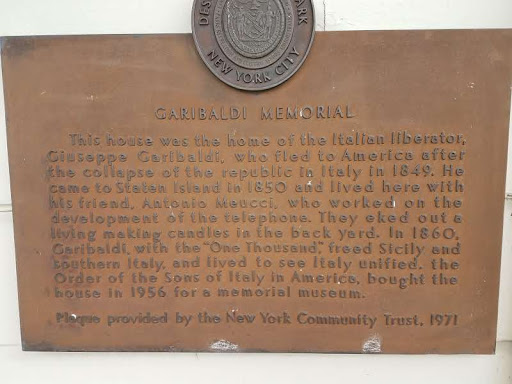 DES
ARK
NEW YORK CITY
GARIBALDI MEMORIAL
This house was the home of the Italian liberator,
Giuseppe Garibaldi, who fled to America after
the collapse of the republic in Italy in 1849. He
came to Staten Island in 1850 and lived here with
his friend, Antonio Meucci, who worked on the
development of the telephone. They eked out a
living making candles in the back yard. In 1860,
Garibaldi, with the "One Thousand," freed Sicily and
southern Italy, and lived to see Italy unified. the
Order of the Sons of Italy in America, bought the
house in 1956 for a memorial museum.
Plaque provided by the New York Community Trust, 1971